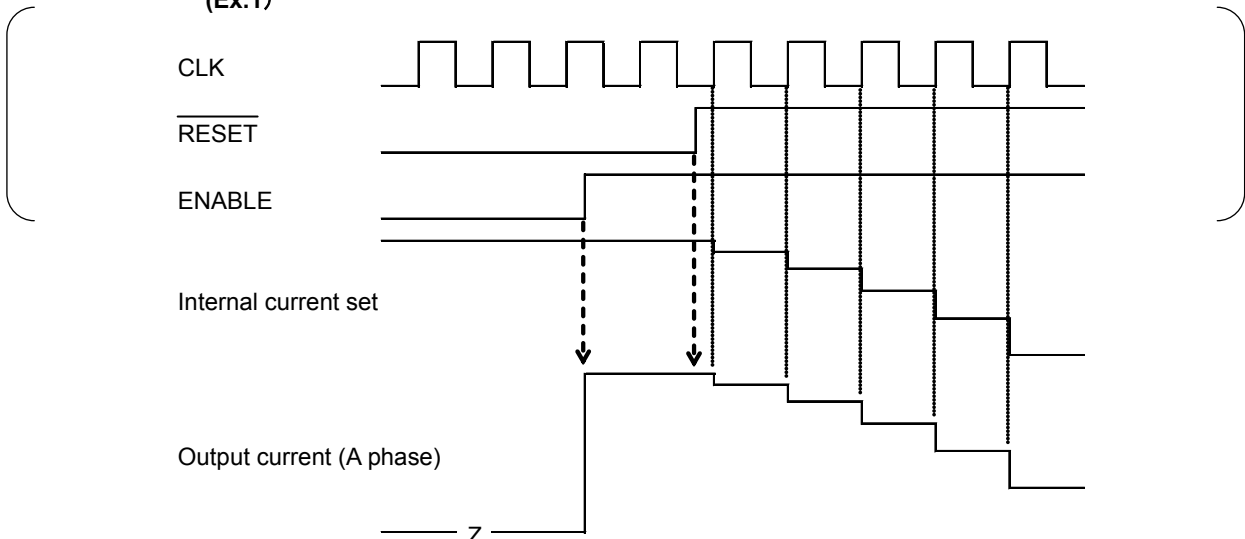 (Ex.1)
CLK
RESET
ENABLE
Internal current set
Output current (A phase)
Z